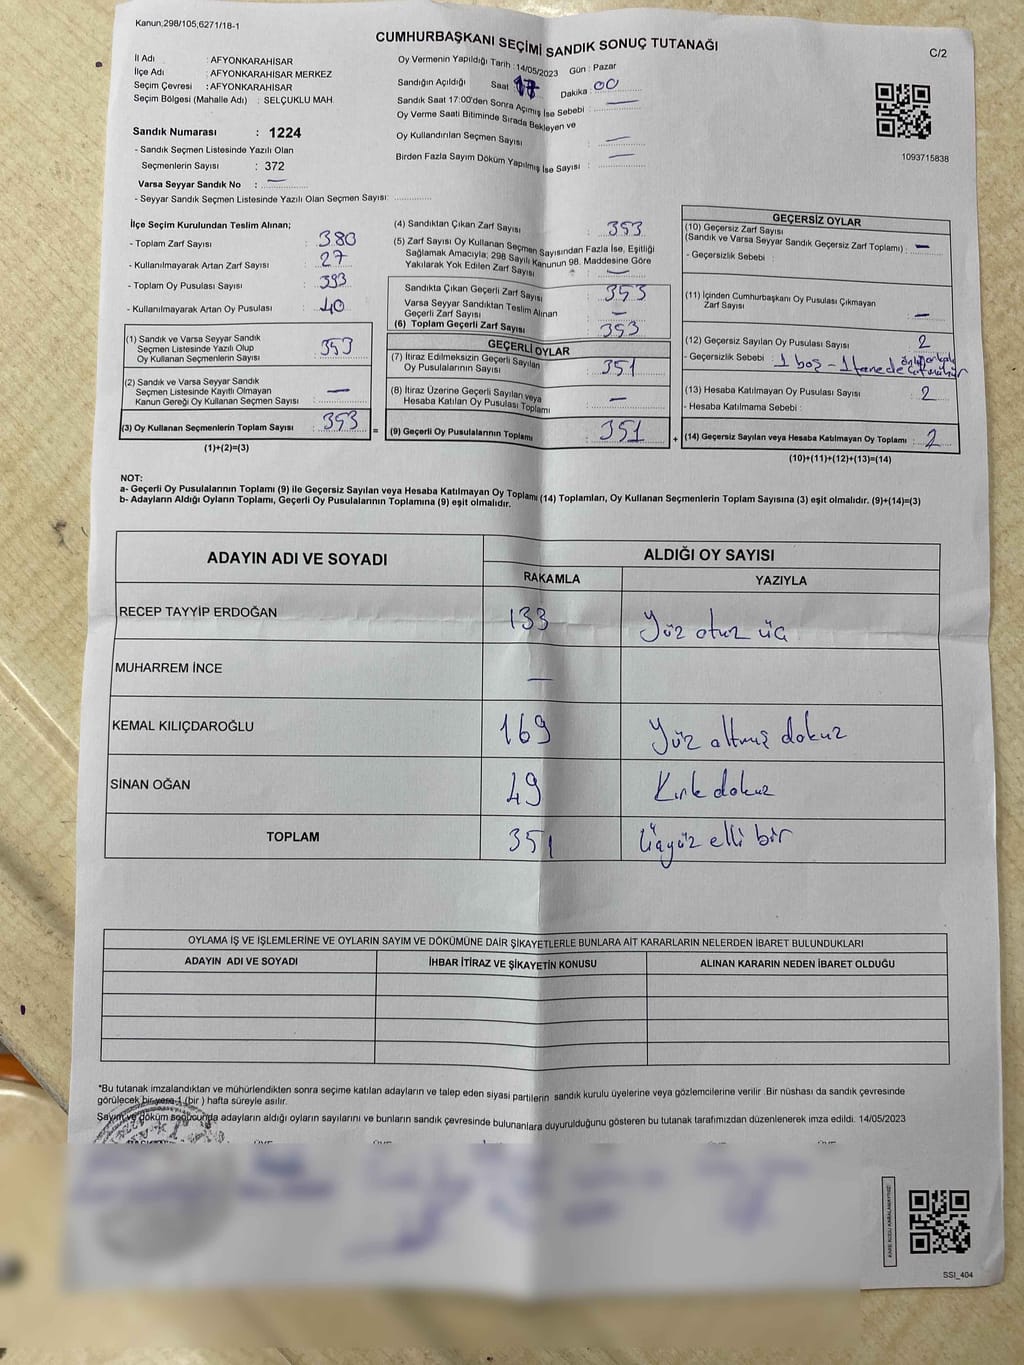 Kanun;298/105,6271/18-1
CUMHURBAŞKANI SEÇİMİ SANDIK SONUÇ TUTANAĞI
C/2
İl Adı : AFYONKARAHİSAR
İlçe Adı : AFYONKARAHİSAR MERKEZ
Seçim Çevresi : AFYONKARAHİSAR
Seçim Bölgesi (Mahalle Adı) : SELÇUKLU MAH.
Sandık Numarası : 1224
- Sandık Seçmen Listesinde Yazılı Olan
Seçmenlerin Sayısı : 372
Varsa Seyyar Sandık No : —
- Seyyar Sandık Seçmen Listesinde Yazılı Olan Seçmen Sayısı:
Oy Vermenin Yapıldığı Tarih : 14/05/2023 Gün : Pazar
Sandığın Açıldığı Saat 17 Dakika : 00
Sandık Saat 17:00'den Sonra Açımış İse Sebebi : —
Oy Verme Saati Bitiminde Sırada Bekleyen ve
Oy Kullandırılan Seçmen Sayısı : —
Birden Fazla Sayım Döküm Yapılmış İse Sayısı : —
1093715838
İlçe Seçim Kurulundan Teslim Alınan;
- Toplam Zarf Sayısı : 380
- Kullanılmayarak Artan Zarf Sayısı : 27
- Toplam Oy Pusulası Sayısı : 393
- Kullanılmayarak Artan Oy Pusulası : 40
(1) Sandık ve Varsa Seyyar Sandık
Seçmen Listesinde Yazılı Olup
Oy Kullanan Seçmenlerin Sayısı : 353
(2) Sandık ve Varsa Seyyar Sandık
Seçmen Listesinde Kayıtlı Olmayan
Kanun Gereği Oy Kullanan Seçmen Sayısı : —
(3) Oy Kullanan Seçmenlerin Toplam Sayısı : 353 =
(1)+(2)=(3)
(4) Sandıktan Çıkan Zarf Sayısı : 353
(5) Zarf Sayısı Oy Kullanan Seçmen Sayısından Fazla İse, Eşitliği
Sağlamak Amacıyla; 298 Sayılı Kanunun 98. Maddesine Göre
Yakılarak Yok Edilen Zarf Sayısı : —
Sandıkta Çıkan Geçerli Zarf Sayısı : 353
Varsa Seyyar Sandıktan Teslim Alınan
Geçerli Zarf Sayısı : —
(6) Toplam Geçerli Zarf Sayısı 353
GEÇERLİ OYLAR
(7) İtiraz Edilmeksizin Geçerli Sayılan
Oy Pusulalarının Sayısı : 351
(8) İtiraz Üzerine Geçerli Sayılan veya
Hesaba Katılan Oy Pusulası Toplamı : —
(9) Geçerli Oy Pusulalarının Toplamı : 351 +
GEÇERSİZ OYLAR
(10) Geçersiz Zarf Sayısı
(Sandık ve Varsa Seyyar Sandık Geçersiz Zarf Toplamı) : —
- Geçersizlik Sebebi :
(11) İçinden Cumhurbaşkanı Oy Pusulası Çıkmayan
Zarf Sayısı : —
(12) Geçersiz Sayılan Oy Pusulası Sayısı : 2
- Geçersizlik Sebebi : 1 boş - 1 tanede
(13) Hesaba Katılmayan Oy Pusulası Sayısı : 2
- Hesaba Katılmama Sebebi :
(14) Geçersiz Sayılan veya Hesaba Katılmayan Oy Toplamı : 2
(10)+(11)+(12)+(13)=(14)
NOT:
a- Geçerli Oy Pusulalarının Toplamı (9) ile Geçersiz Sayılan veya Hesaba Katılmayan Oy Toplamı (14) Toplamları, Oy Kullanan Seçmenlerin Toplam Sayısına (3) eşit olmalıdır. (9)+(14)=(3)
b- Adayların Aldığı Oyların Toplamı, Geçerli Oy Pusulalarının Toplamına (9) eşit olmalıdır.
ADAYIN ADI VE SOYADI ALDIĞI OY SAYISI
RAKAMLA YAZIYLA
RECEP TAYYİP ERDOĞAN 133 Yüz otuz üç
MUHARREM İNCE —
KEMAL KILIÇDAROĞLU 169 Yüz altmış dokuz
SİNAN OĞAN 49 Kırk dokuz
TOPLAM 351 Üçyüz elli bir
OYLAMA İŞ VE İŞLEMLERİNE VE OYLARIN SAYIM VE DÖKÜMÜNE DAİR ŞİKAYETLERLE BUNLARA AİT KARARLARIN NELERDEN İBARET BULUNDUKLARI
ADAYIN ADI VE SOYADI İHBAR İTİRAZ VE ŞİKAYETİN KONUSU ALINAN KARARIN NEDEN İBARET OLDUĞU
*Bu tutanak imzalandıktan ve mühürlendikten sonra seçime katılan adayların ve talep eden siyasi partilerin sandık kurulu üyelerine veya gözlemcilerine verilir. Bir nüshası da sandık çevresinde
görülecek bir yere 1 (bir ) hafta süreyle asılır.
Sayım ve döküm sonucunda adayların aldığı oyların sayılarını ve bunların sandık çevresinde bulunanlara duyurulduğunu gösteren bu tutanak tarafımızdan düzenlenerek imza edildi. 14/05/2023
SSI_404